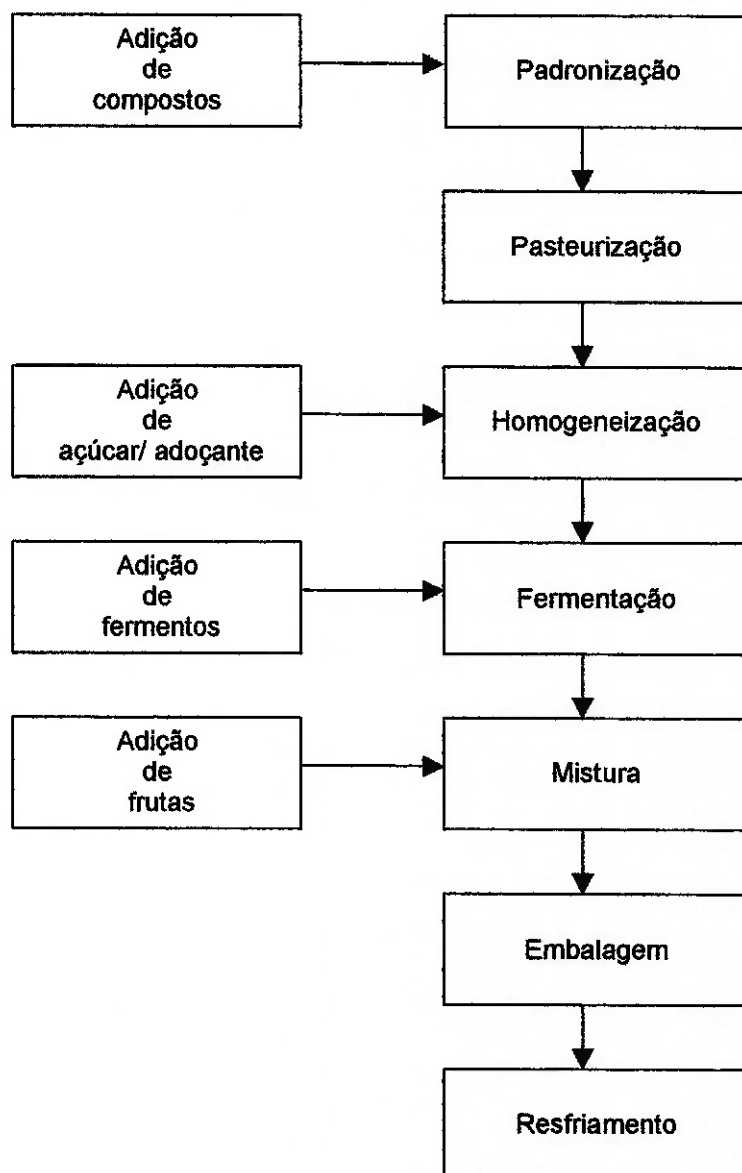 Adição
de
compostos
Padronização
Pasteurização
Adição
de
açúcar/ adoçante
Homogeneização
Adição
de
fermentos
Fermentação
Adição
de
frutas
Mistura
Embalagem
Resfriamento